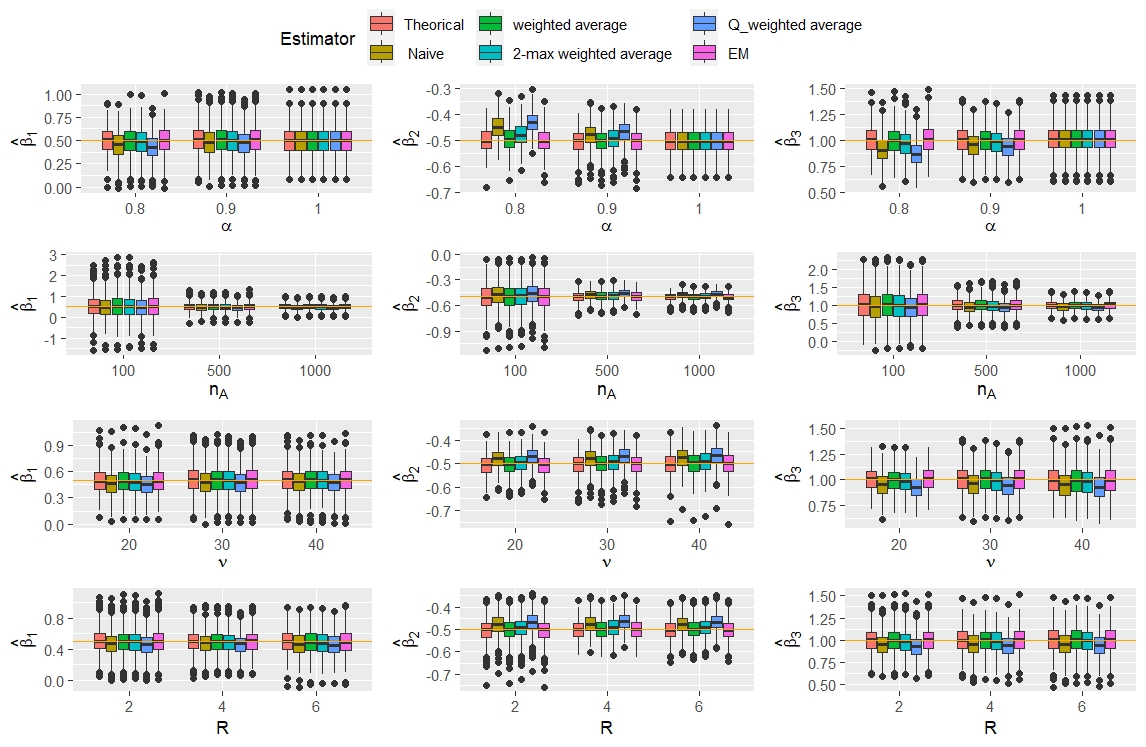 Estimator
Theorical weighted average Q_weighted average
Naive 2-max weighted average EM
β̂1
1.00
0.75
0.50
0.25
0.00
0.8 0.9 1
α
β̂2
-0.3
-0.4
-0.5
-0.6
-0.7
0.8 0.9 1
α
β̂3
1.50
1.25
1.00
0.75
0.50
0.8 0.9 1
α
β̂1
3
2
1
0
-1
100 500 1000
nA
β̂2
0.0
-0.3
-0.6
-0.9
100 500 1000
nA
β̂3
2.0
1.5
1.0
0.5
0.0
100 500 1000
nA
β̂1
0.9
0.6
0.3
0.0
20 30 40
ν
β̂2
-0.4
-0.5
-0.6
-0.7
20 30 40
ν
β̂3
1.50
1.25
1.00
0.75
20 30 40
ν
β̂1
0.8
0.4
0.0
2 4 6
R
β̂2
-0.4
-0.5
-0.6
-0.7
2 4 6
R
β̂3
1.50
1.25
1.00
0.75
0.50
2 4 6
R